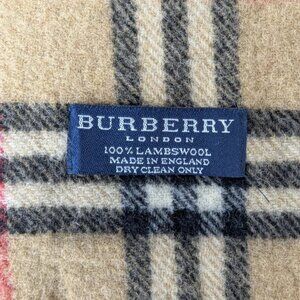 BURBERRY
LONDON
100% LAMBSWOOL
MADE IN ENGLAND
DRY CLEAN ONLY